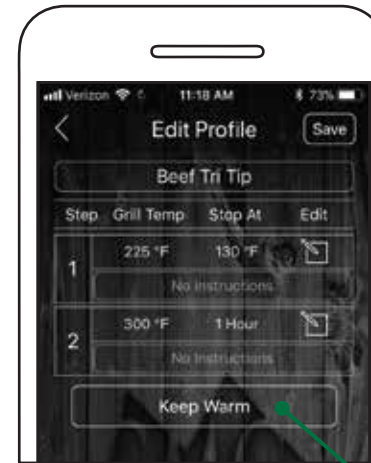 Verizon 11:18 AM 73%
Edit Profile Save
Beef Tri Tip
Step Grill Temp Stop At Edit
1 225 °F 130 °F
No Instructions
2 300 °F 1 Hour
No Instructions
Keep Warm